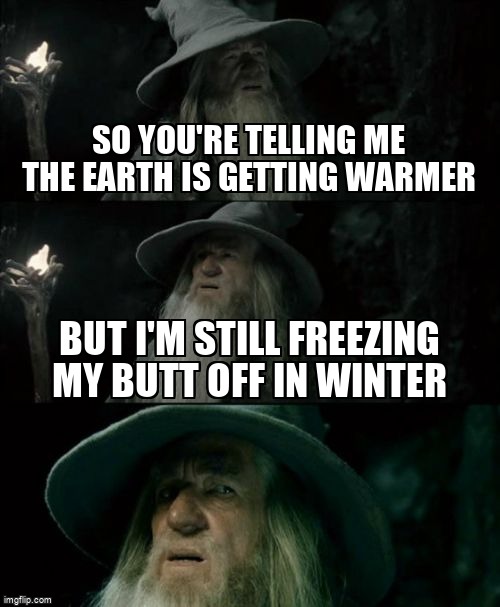 SO YOU'RE TELLING ME
THE EARTH IS GETTING WARMER
BUT I'M STILL FREEZING
MY BUTT OFF IN WINTER
imgflip.com